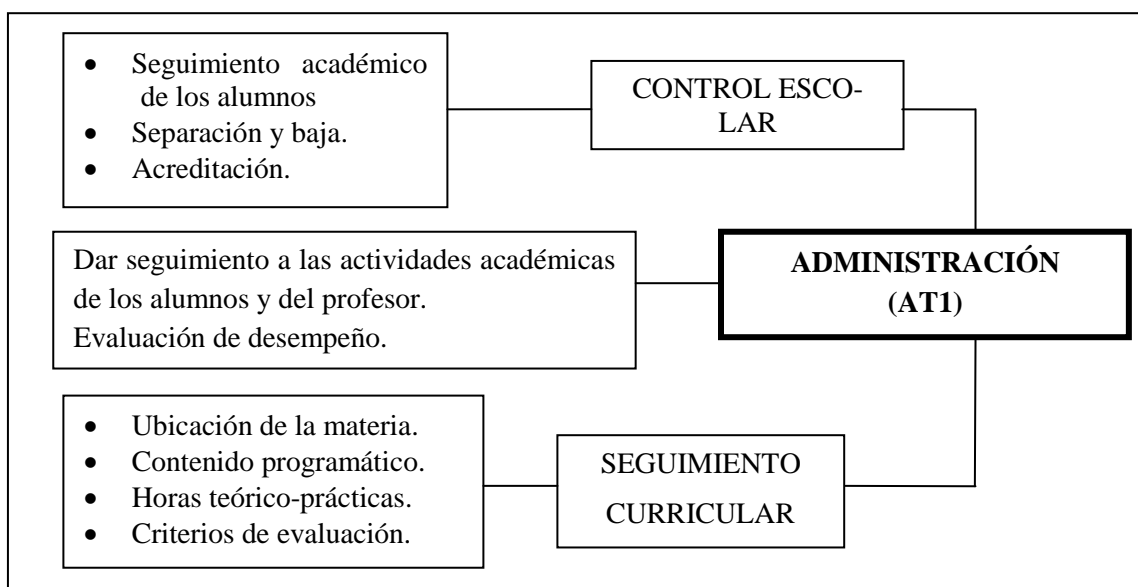 • Seguimiento académico
de los alumnos
• Separación y baja.
• Acreditación.
CONTROL ESCO-
LAR
Dar seguimiento a las actividades académicas
de los alumnos y del profesor.
Evaluación de desempeño.
ADMINISTRACIÓN
(AT1)
• Ubicación de la materia.
• Contenido programático.
• Horas teórico-prácticas.
• Criterios de evaluación.
SEGUIMIENTO
CURRICULAR